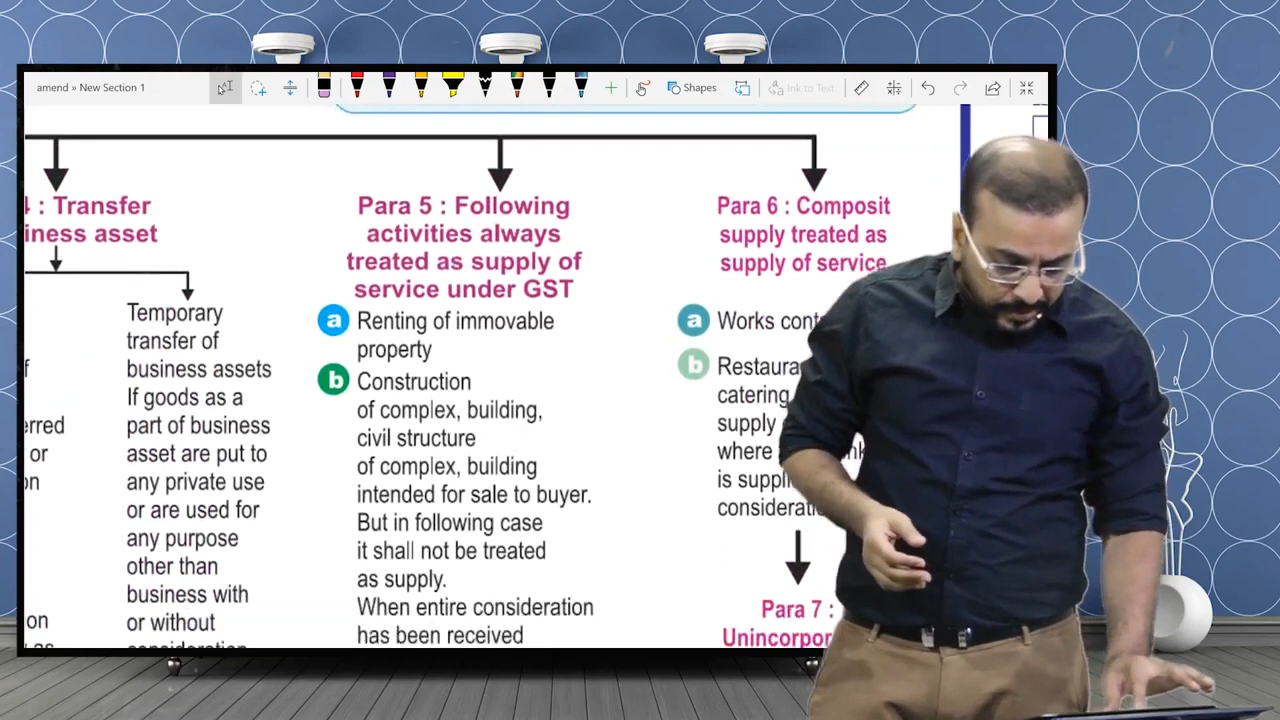 amend » New Section 1
Shapes
Ink to Text
4 : Transfer
iness asset
Temporary
transfer of
business assets
If goods as a
part of business
asset are put to
any private use
or are used for
any purpose
other than
business with
or without
consideration
f
erred
or
on
on
as
Para 5 : Following
activities always
treated as supply of
service under GST
a Renting of immovable
property
b Construction
of complex, building,
civil structure
of complex, building
intended for sale to buyer.
But in following case
it shall not be treated
as supply.
When entire consideration
has been received
Para 6 : Composit
supply treated as
supply of service
a Works cont
b Restaura
catering
supply
where
is suppli
consideratio
Para 7 :
Unincorpor